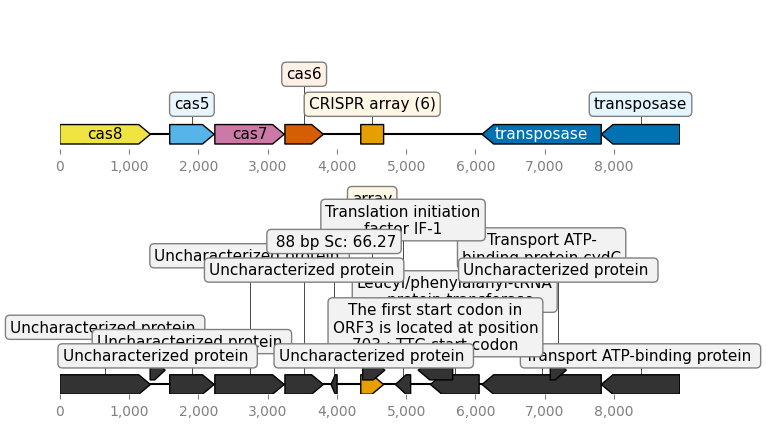 cas6
cas5
CRISPR array (6)
transposase
cas8
cas7
transposase
0
1,000
2,000
3,000
4,000
5,000
6,000
7,000
8,000
array
Translation initiation
factor IF-1
88 bp Sc: 66.27
Transport ATP-
binding protein cydC
Uncharacterized protein
Uncharacterized protein
Uncharacterized protein
Leucyl/phenylalanyl-tRNA
protein transferase
The first start codon in
ORF3 is located at position
start codon
Uncharacterized protein
Uncharacterized protein
Uncharacterized protein
Uncharacterized protein
Transport ATP-binding protein
0
1,000
2,000
3,000
4,000
5,000
6,000
7,000
8,000